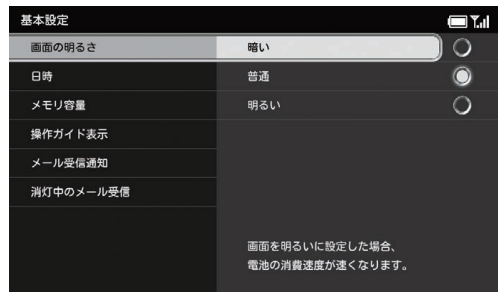 基本設定
画面の明るさ
暗い
日時
普通
メモリ容量
明るい
操作ガイド表示
メール受信通知
消灯中のメール受信
画面を明るいに設定した場合、
電池の消費速度が速くなります。